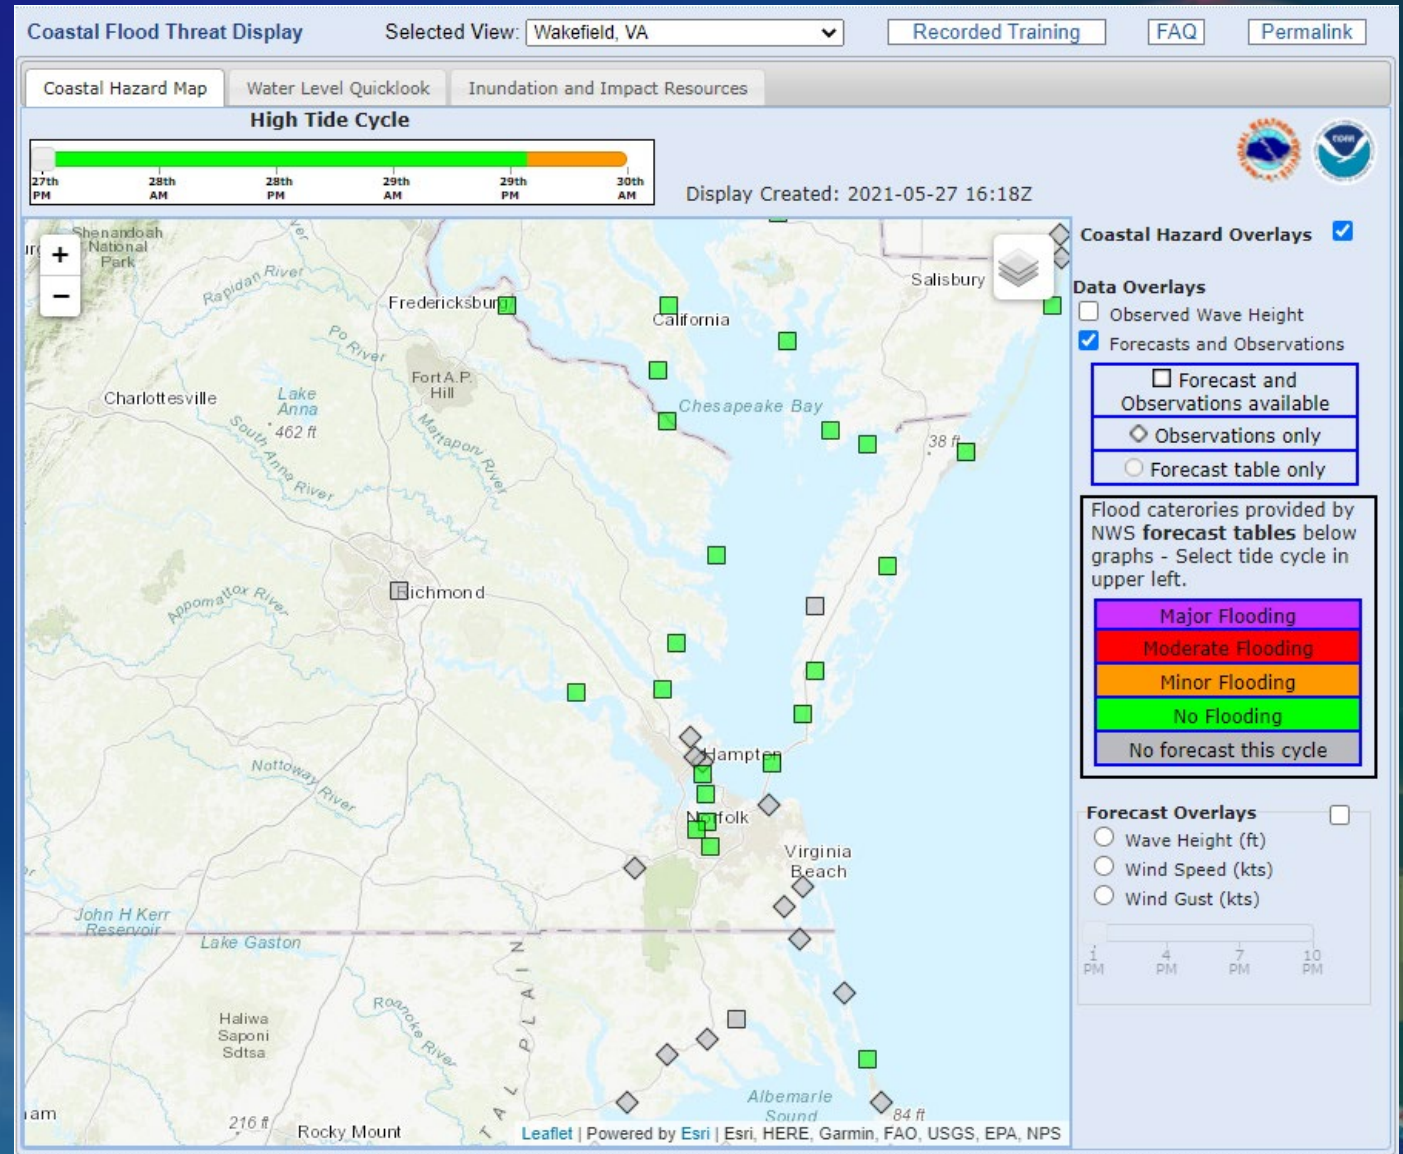 Coastal Flood Threat Display
Selected View: Wakefield, VA
Recorded Training
FAQ
Permalink
Coastal Hazard Map
Water Level Quicklook
Inundation and Impact Resources
High Tide Cycle
27th PM
28th AM
28th PM
29th AM
29th PM
30th AM
Display Created: 2021-05-27 16:18Z
+
−
Shenandoah
National
Park
Rapidan River
Fredericksburg
California
Salisbury
Po River
Fort A.P.
Hill
Charlottesville
Lake
Anna
462 ft
South Anna River
Mattaponi River
Chesapeake Bay
38 ft
Appomattox River
Richmond
Hampton
Nottoway River
Norfolk
Virginia
Beach
John H Kerr
Reservoir
Lake Gaston
Roanoke River
Haliwa
Saponi
Sdtsa
TAL PLAIN
Albemarle
Sound
84 ft
216 ft
Rocky Mount
Leaflet | Powered by Esri | Esri, HERE, Garmin, FAO, USGS, EPA, NPS
Coastal Hazard Overlays
Data Overlays
Observed Wave Height
Forecasts and Observations
Forecast and
Observations available
Observations only
Forecast table only
Flood caterories provided by
NWS forecast tables below
graphs - Select tide cycle in
upper left.
Major Flooding
Moderate Flooding
Minor Flooding
No Flooding
No forecast this cycle
Forecast Overlays
Wave Height (ft)
Wind Speed (kts)
Wind Gust (kts)
1 PM
4 PM
7 PM
10 PM